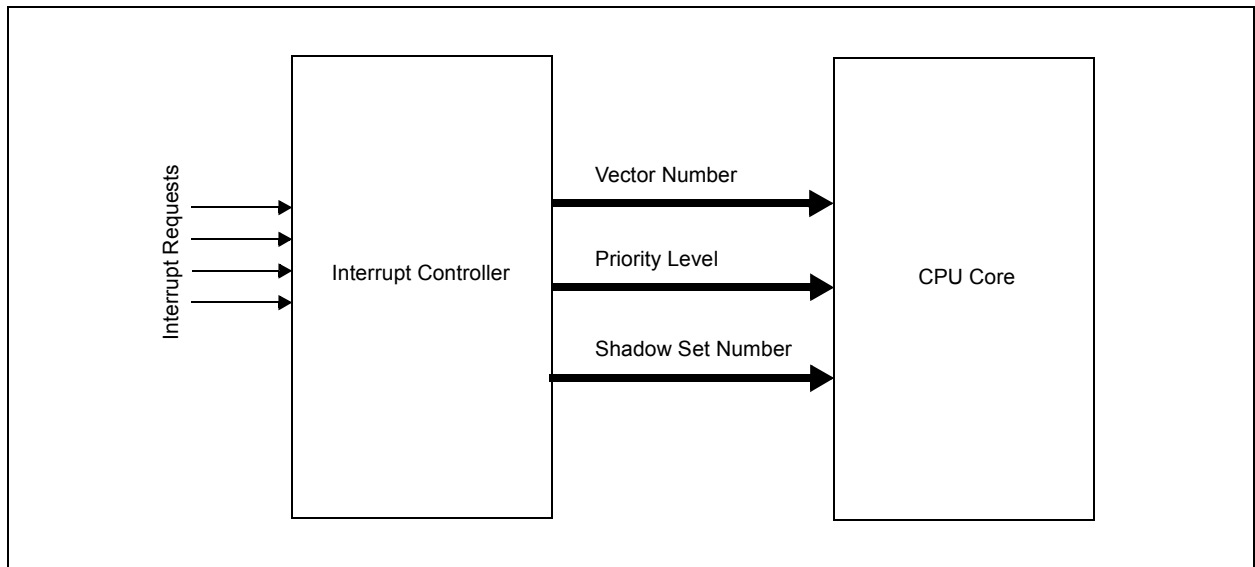 Interrupt Requests
Interrupt Controller
Vector Number
Priority Level
Shadow Set Number
CPU Core